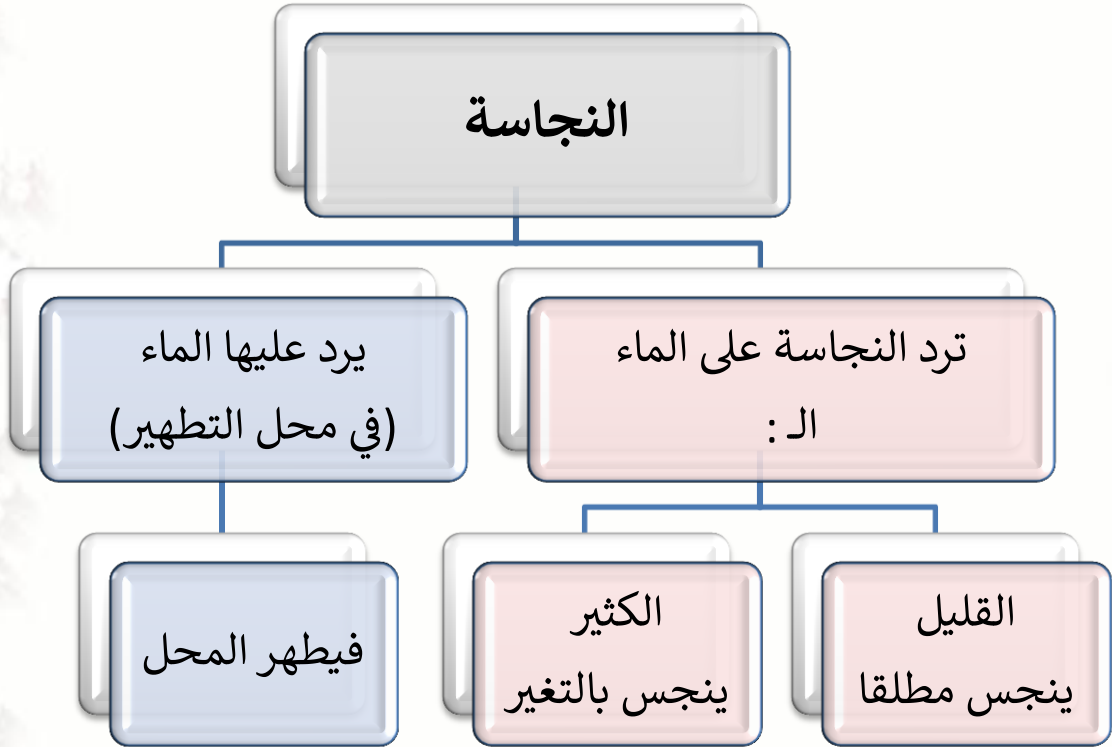 النجاسة
ترد النجاسة على الماء
الـ :
يرد عليها الماء
(في محل التطهير)
القليل
ينجس مطلقا
الكثير
ينجس بالتغير
فيطهر المحل